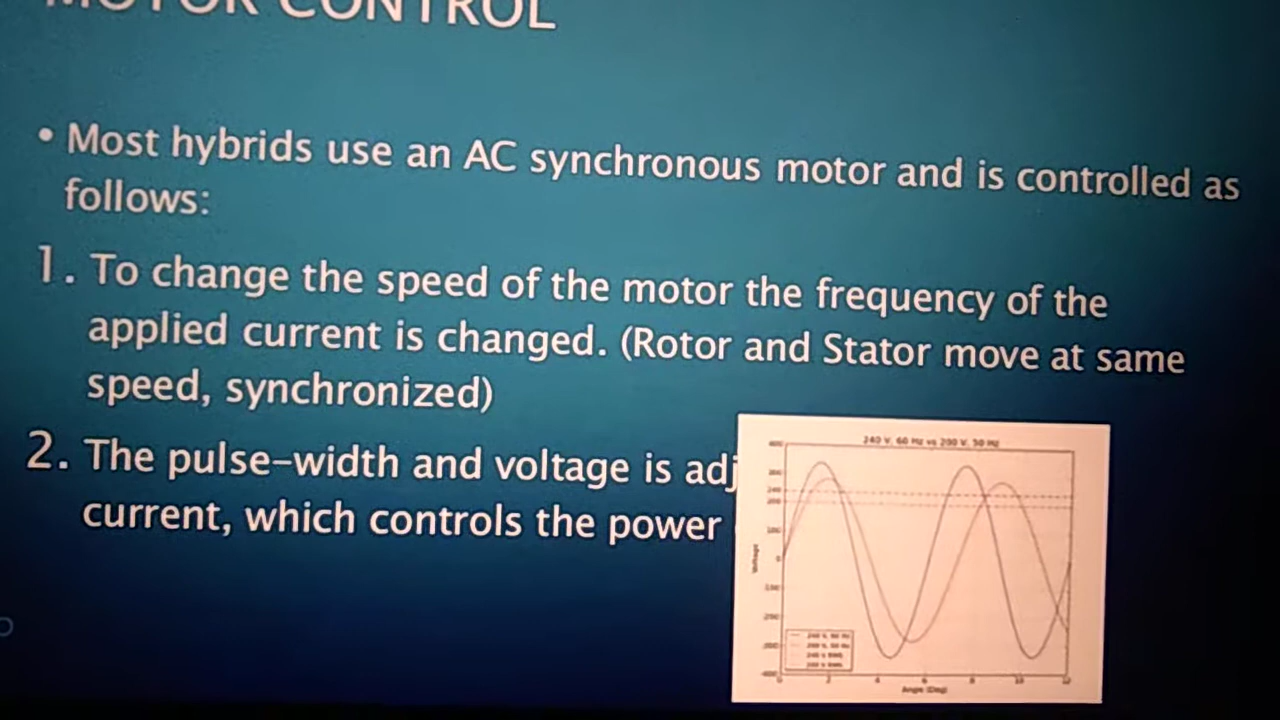 MOTOR CONTROL
• Most hybrids use an AC synchronous motor and is controlled as
follows:
1. To change the speed of the motor the frequency of the
applied current is changed. (Rotor and Stator move at same
speed, synchronized)
2. The pulse-width and voltage is adj
current, which controls the power
240 V, 60 Hz vs 200 V, 50 Hz
Voltage
Angle (Deg)